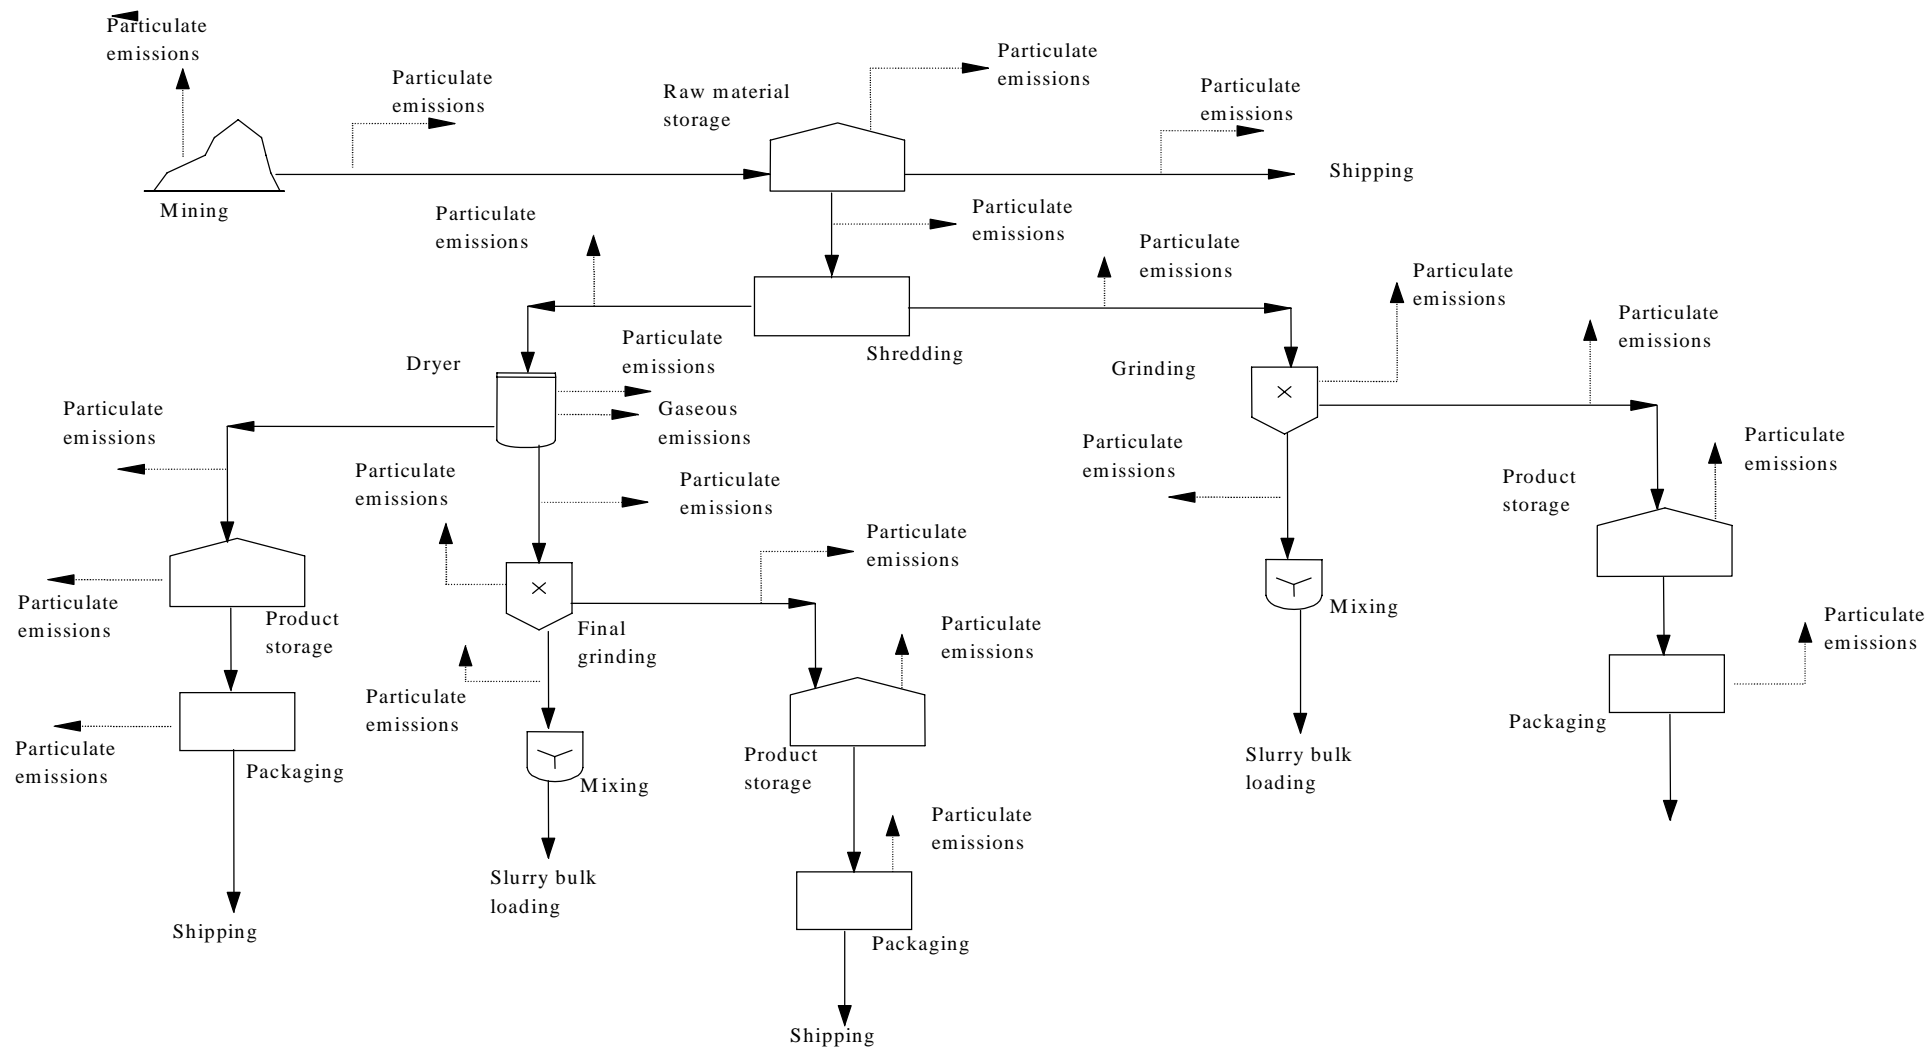 Particulate
emissions
Particulate
emissions
Raw material
storage
Particulate
emissions
Particulate
emissions
Shipping
Mining
Particulate
emissions
Particulate
emissions
Particulate
emissions
Particulate
emissions
Particulate
emissions
Shredding
Dryer
Particulate
emissions
Grinding
Gaseous
emissions
Particulate
emissions
Particulate
emissions
Particulate
emissions
Particulate
emissions
Particulate
emissions
Product
storage
Particulate
emissions
Particulate
emissions
Product
storage
Final
grinding
Particulate
emissions
Mixing
Particulate
emissions
Particulate
emissions
Packaging
Particulate
emissions
Packaging
Mixing
Product
storage
Slurry bulk
loading
Particulate
emissions
Slurry bulk
loading
Shipping
Packaging
Shipping